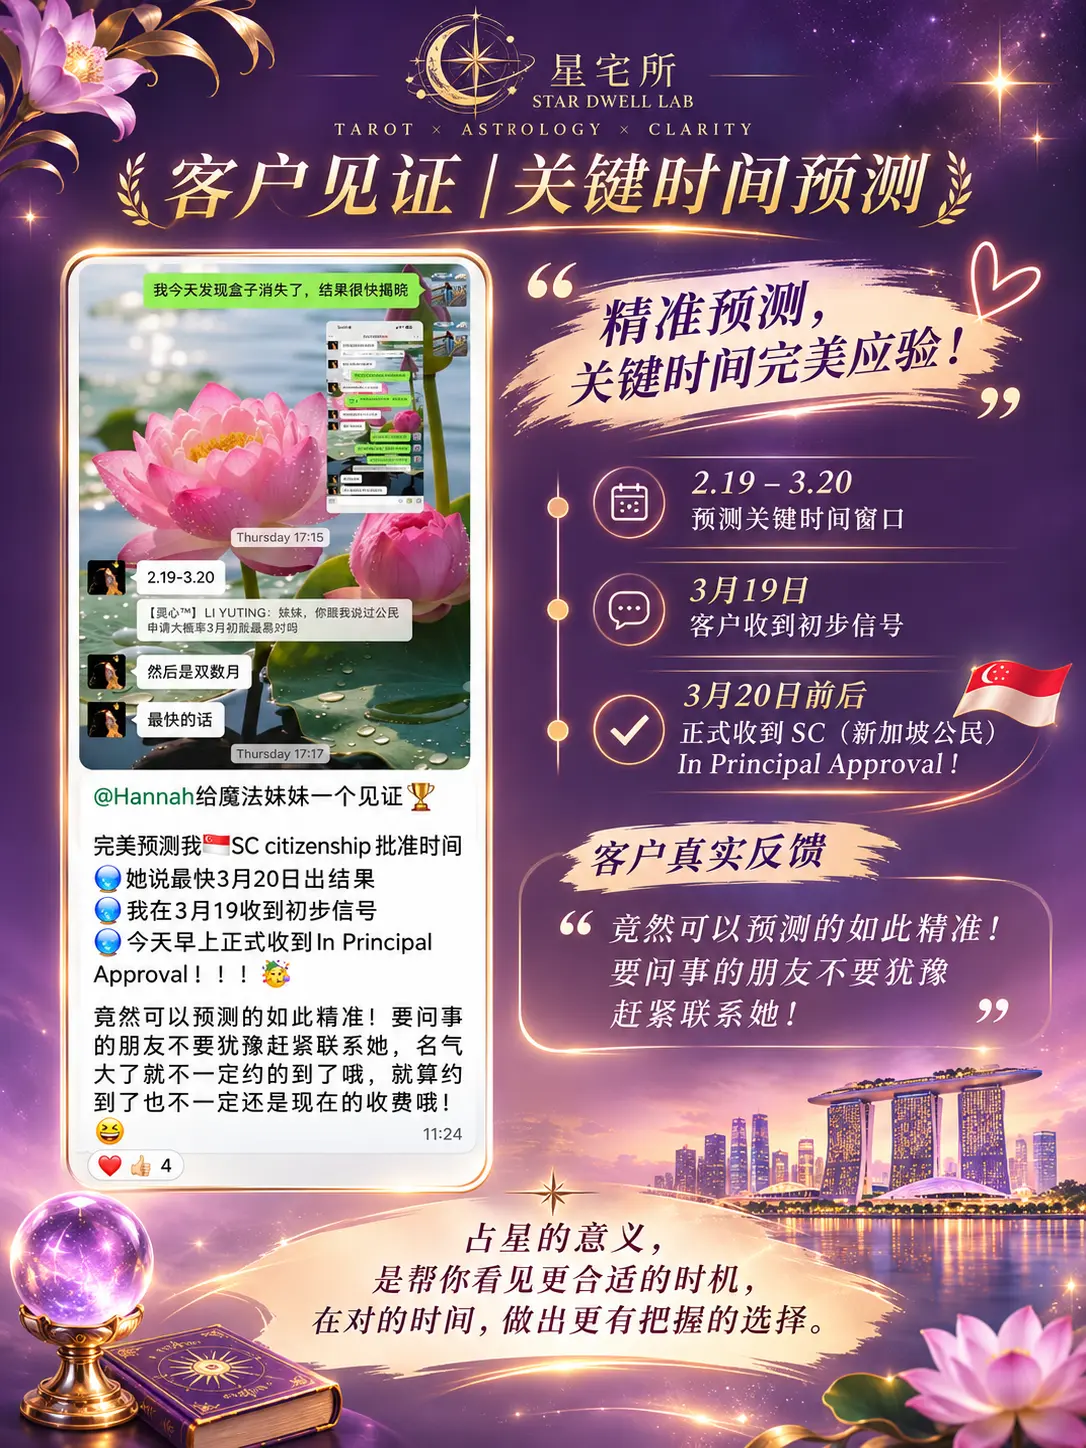 星宅所
STAR DWELL LAB
TAROT × ASTROLOGY × CLARITY
客户见证 | 关键时间预测
我今天发现盒子消失了，结果很快揭晓
Thursday 17:15
2.19-3.20
LI YUTING：妹妹，你跟我说过公民
申请大概率3月初就最易对吗
然后是双数月
最快的话
Thursday 17:17
@Hannah给魔法妹妹一个见证🏆
完美预测我🇸🇬SC citizenship 批准时间
🔮她说最快3月20日出结果
🔮我在3月19收到初步信号
🔮今天早上正式收到In Principal
Approval！！！🥳
竟然可以预测的如此精准！要问事
的朋友不要犹豫赶紧联系她，名气
大了就不一定约的到了哦，就算约
到了也不一定还是现在的收费哦！
😆
11:24
❤️👍 4
“精准预测，
关键时间完美应验！”
2.19 – 3.20
预测关键时间窗口
3月19日
客户收到初步信号
3月20日前后
正式收到 SC（新加坡公民）
In Principal Approval！
客户真实反馈
“竟然可以预测的如此精准！
要问事的朋友不要犹豫
赶紧联系她！”
占星的意义，
是帮你看见更合适的时机，
在对的时间，做出更有把握的选择。